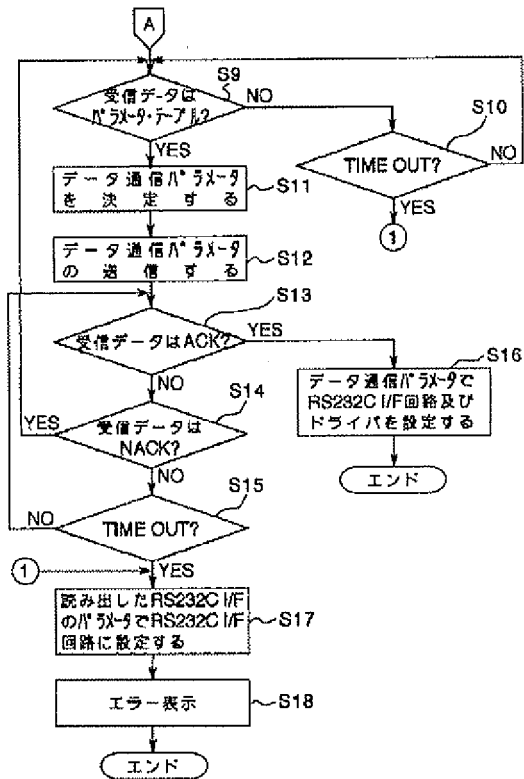 A
S9
受信データは
パラメータ・テーブル?
NO
YES
S10
TIME OUT?
NO
YES
1
データ通信パラメータ
を決定する
S11
データ通信パラメータ
の送信する
S12
S13
受信データはACK?
YES
NO
S16
データ通信パラメータで
RS232C I/F回路及び
ドライバを設定する
エンド
S14
YES
受信データは
NACK?
NO
S15
NO
TIME OUT?
1
YES
読み出したRS232C I/F
のパラメータでRS232C I/F
回路に設定する
S17
エラー表示
S18
エンド